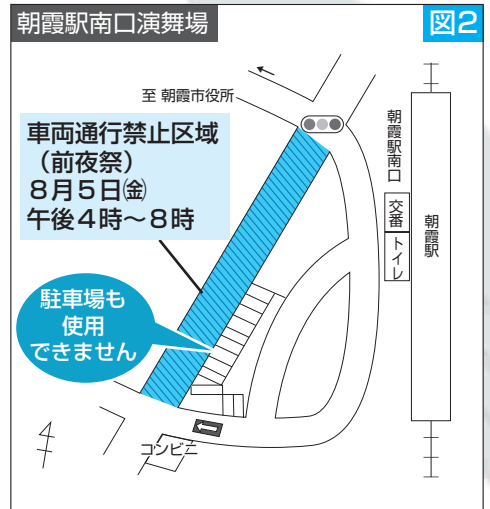 朝霞駅南口演舞場
図2
至 朝霞市役所
車両通行禁止区域
（前夜祭）
8月5日㈮
午後4時〜8時
朝霞駅南口
交番
トイレ
朝霞駅
駐車場も
使用
できません
コンビニ